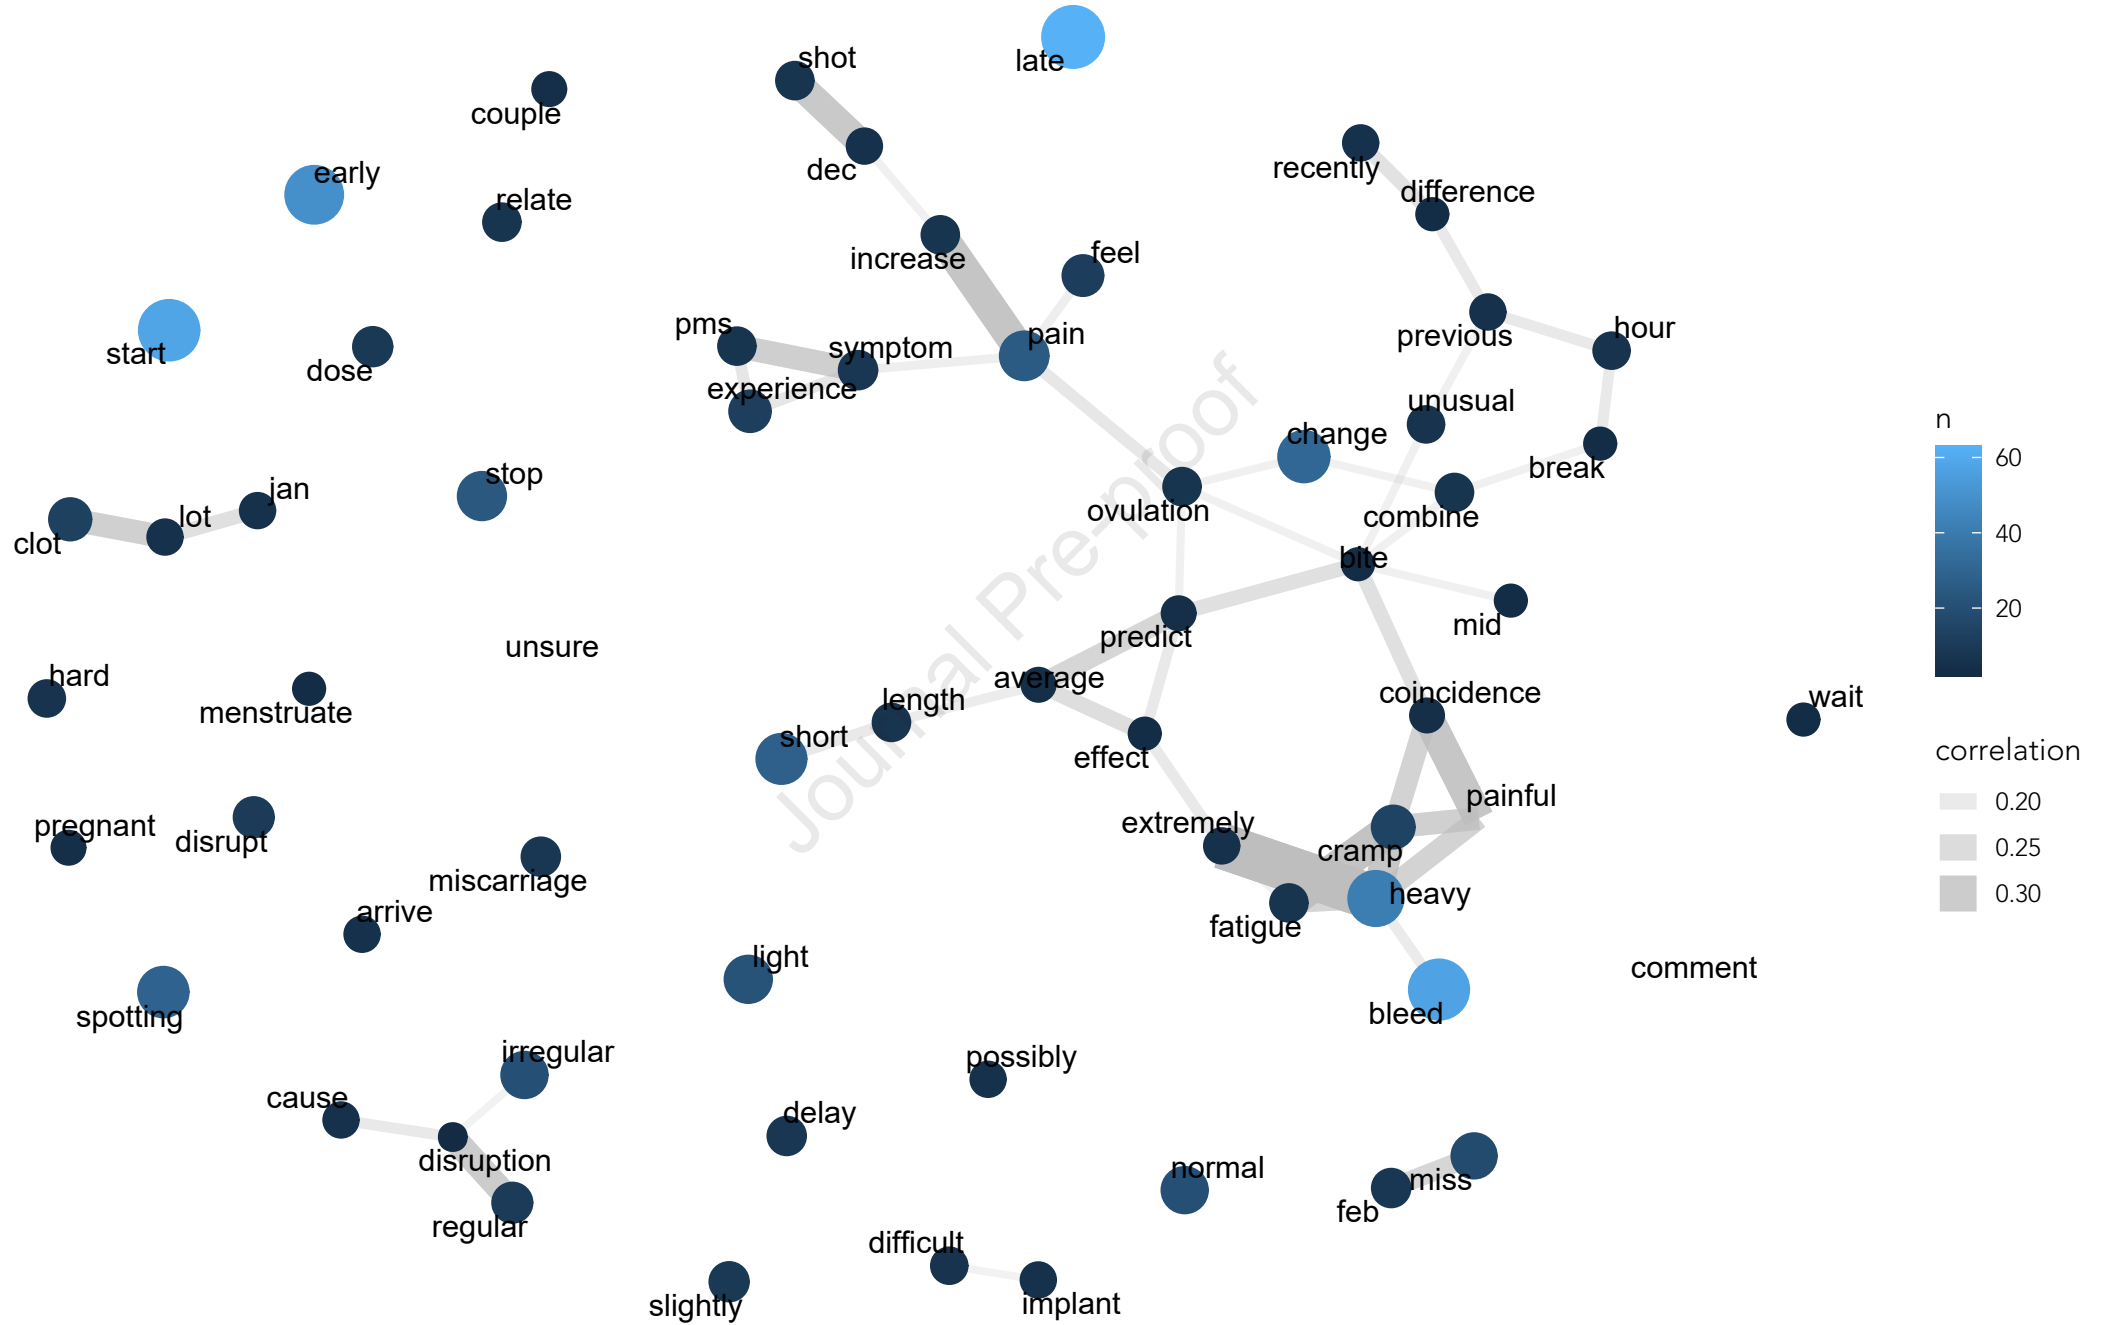 late
shot
couple
dec
recently
early
difference
relate
feel
increase
pms
pain
hour
previous
symptom
start
dose
experience
unusual
n
change
60
break
stop
jan
ovulation
combine
lot
40
clot
bite
Journal Pre-proof
20
mid
predict
unsure
hard
average
coincidence
wait
menstruate
length
short
correlation
effect
painful
0.20
extremely
pregnant
disrupt
cramp
0.25
miscarriage
heavy
0.30
arrive
fatigue
light
comment
spotting
bleed
irregular
possibly
cause
delay
disruption
normal
miss
regular
feb
difficult
slightly
implant